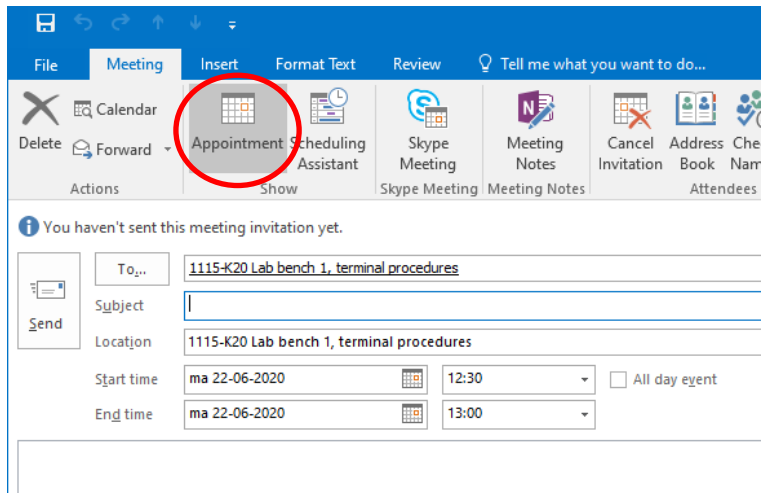 File Meeting Insert Format Text Review Tell me what you want to do...
Delete Calendar Forward
Appointment Scheduling Assistant
Skype Meeting
Meeting Notes
Cancel Invitation Address Book
Actions Show Skype Meeting Meeting Notes Attendees
You haven't sent this meeting invitation yet.
Send
To... 1115-K20 Lab bench 1, terminal procedures
Subject
Location 1115-K20 Lab bench 1, terminal procedures
Start time ma 22-06-2020 12:30 All day event
End time ma 22-06-2020 13:00